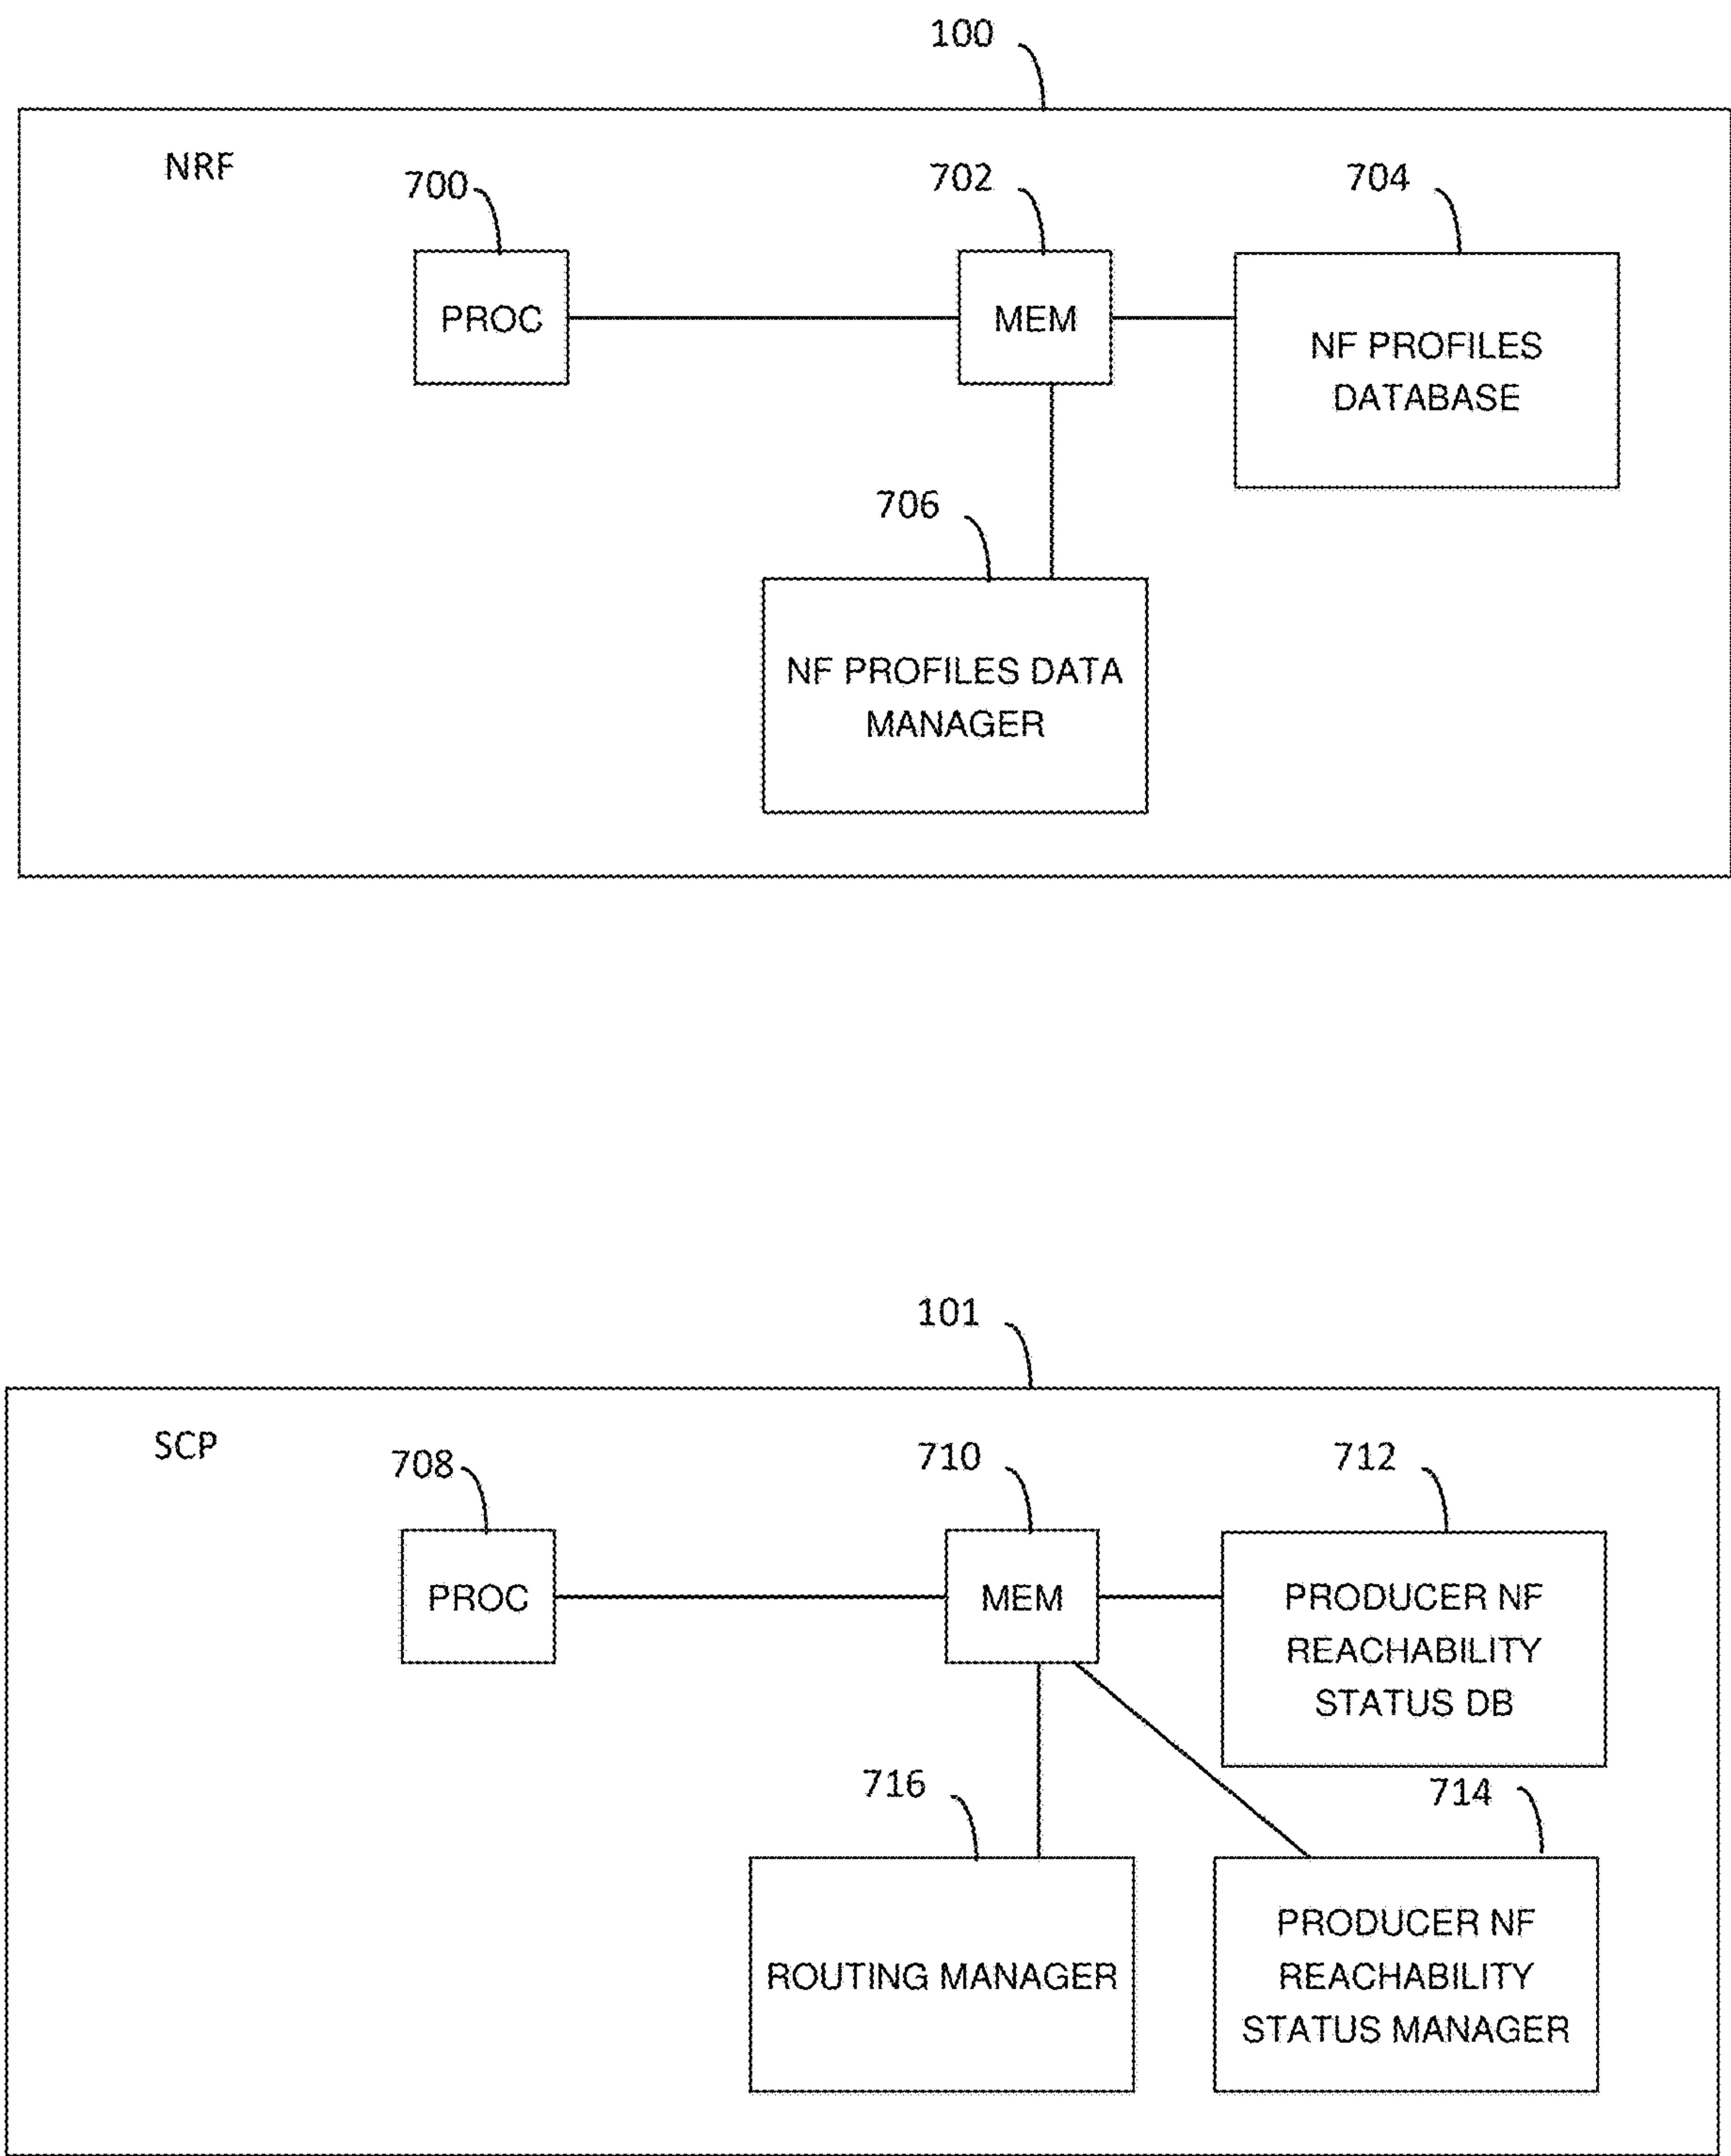 100
NRF
700
702
704
PROC
MEM
NF PROFILES
DATABASE
706
NF PROFILES DATA
MANAGER
101
SCP
708
710
712
PROC
MEM
PRODUCER NF
REACHABILITY
STATUS DB
716
714
ROUTING MANAGER
PRODUCER NF
REACHABILITY
STATUS MANAGER